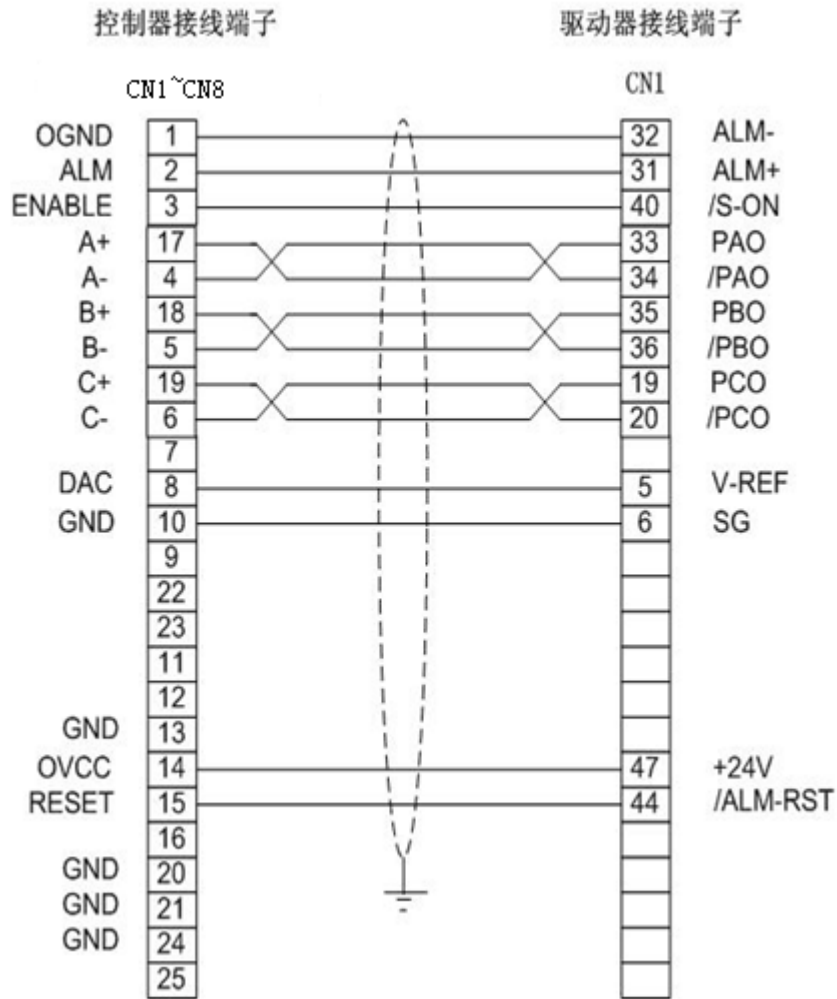 控制器接线端子 驱动器接线端子
CN1~CN8 CN1
OGND 1 32 ALM-
ALM 2 31 ALM+
ENABLE 3 40 /S-ON
A+ 17 33 PAO
A- 4 34 /PAO
B+ 18 35 PBO
B- 5 36 /PBO
C+ 19 19 PCO
C- 6 20 /PCO
7
DAC 8 5 V-REF
GND 10 6 SG
9
22
23
11
12
GND 13
OVCC 14 47 +24V
RESET 15 44 /ALM-RST
16
GND 20
GND 21
GND 24
25